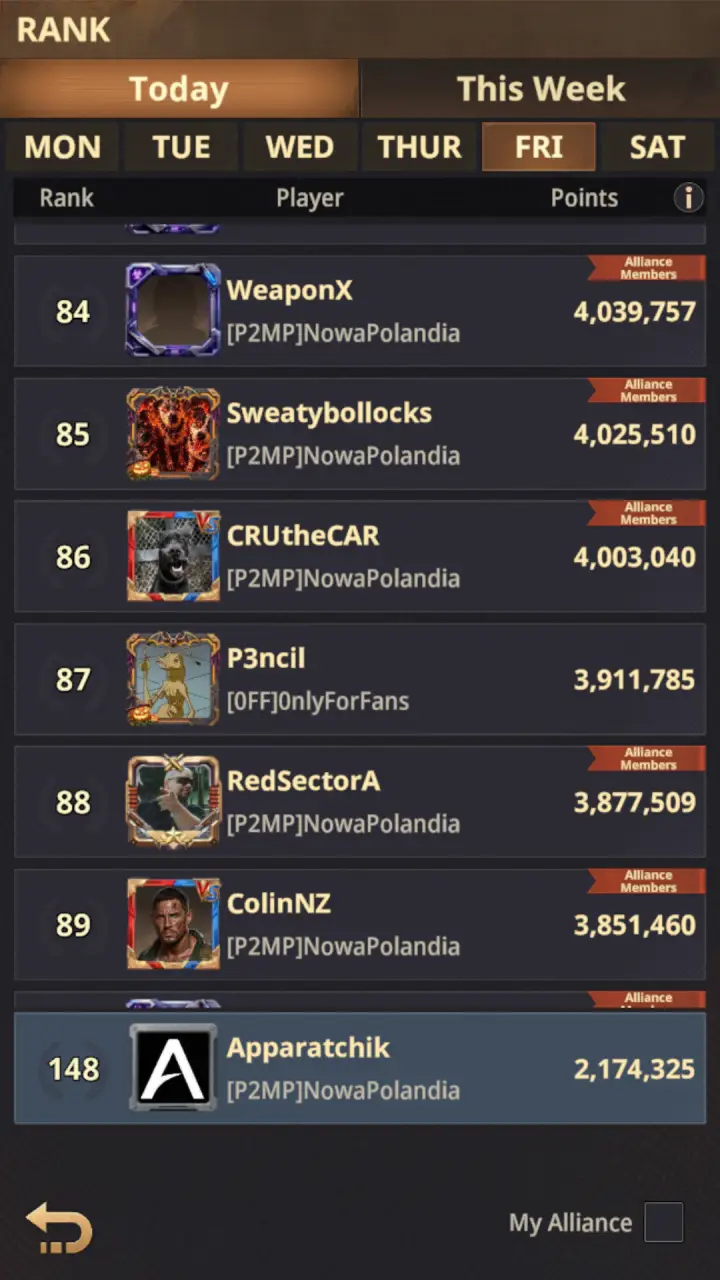 RANK
Today
This Week
MON TUE WED THUR FRI SAT
Rank Player Points i
Alliance
Members
84 WeaponX 4,039,757
[P2MP]NowaPolandia
Alliance
Members
85 Sweatybollocks 4,025,510
[P2MP]NowaPolandia
Alliance
Members
86 CRUtheCAR 4,003,040
[P2MP]NowaPolandia
87 P3ncil 3,911,785
[0FF]0nlyForFans
Alliance
Members
88 RedSectorA 3,877,509
[P2MP]NowaPolandia
Alliance
Members
89 ColinNZ 3,851,460
[P2MP]NowaPolandia
Alliance
148 Apparatchik 2,174,325
[P2MP]NowaPolandia
My Alliance